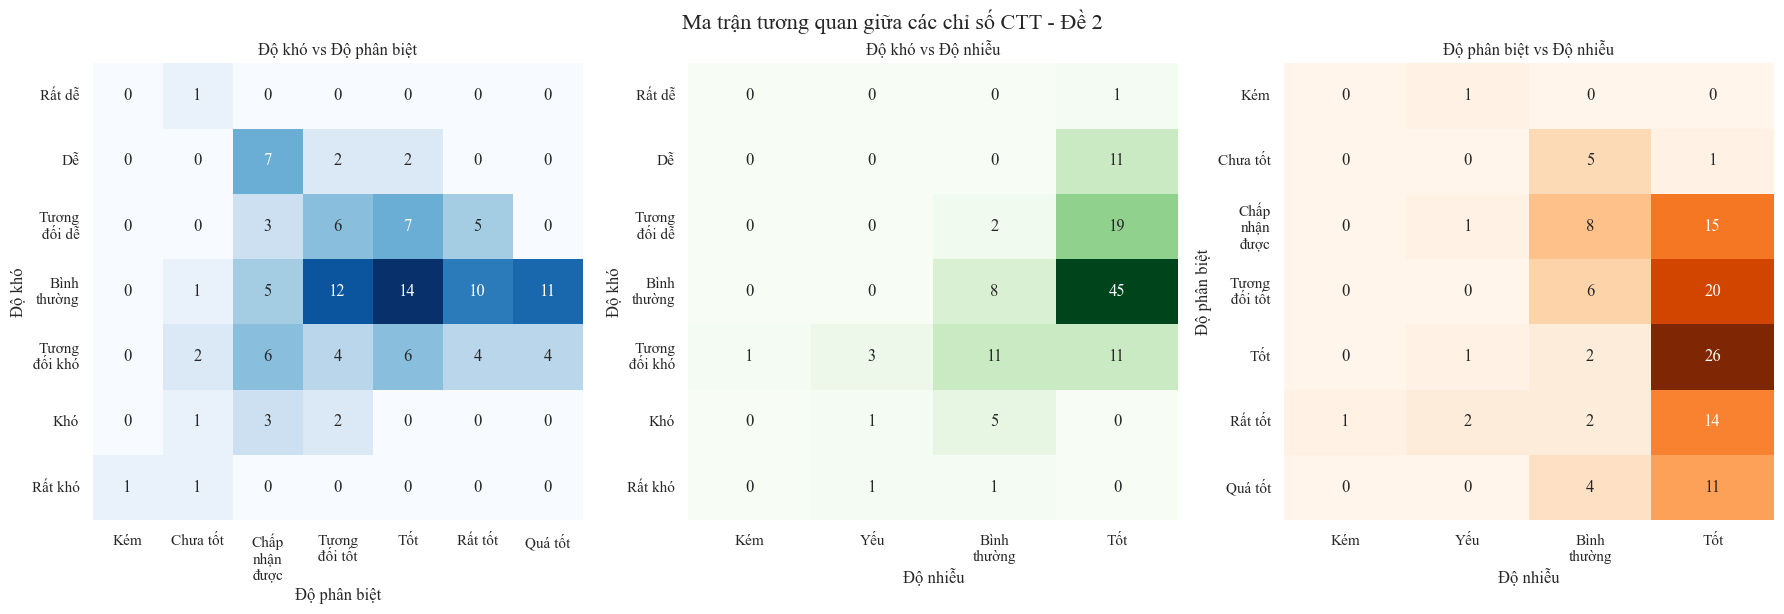 Ma trận tương quan giữa các chỉ số CTT - Đề 2
Độ khó vs Độ phân biệt
Độ khó
Rất dễ 0 1 0 0 0 0 0
Dễ 0 0 7 2 2 0 0
Tương
đối dễ 0 0 3 6 7 5 0
Bình
thường 0 1 5 12 14 10 11
Tương
đối khó 0 2 6 4 6 4 4
Khó 0 1 3 2 0 0 0
Rất khó 1 1 0 0 0 0 0
Kém Chưa tốt Chấp Tương Tốt Rất tốt Quá tốt
nhận đối tốt
được
Độ phân biệt
Độ khó vs Độ nhiễu
Độ khó
Rất dễ 0 0 0 1
Dễ 0 0 0 11
Tương
đối dễ 0 0 2 19
Bình
thường 0 0 8 45
Tương
đối khó 1 3 11 11
Khó 0 1 5 0
Rất khó 0 1 1 0
Kém Yếu Bình Tốt
thường
Độ nhiễu
Độ phân biệt vs Độ nhiễu
Độ phân biệt
Kém 0 1 0 0
Chưa tốt 0 0 5 1
Chấp
nhận
được 0 1 8 15
Tương
đối tốt 0 0 6 20
Tốt 0 1 2 26
Rất tốt 1 2 2 14
Quá tốt 0 0 4 11
Kém Yếu Bình Tốt
thường
Độ nhiễu